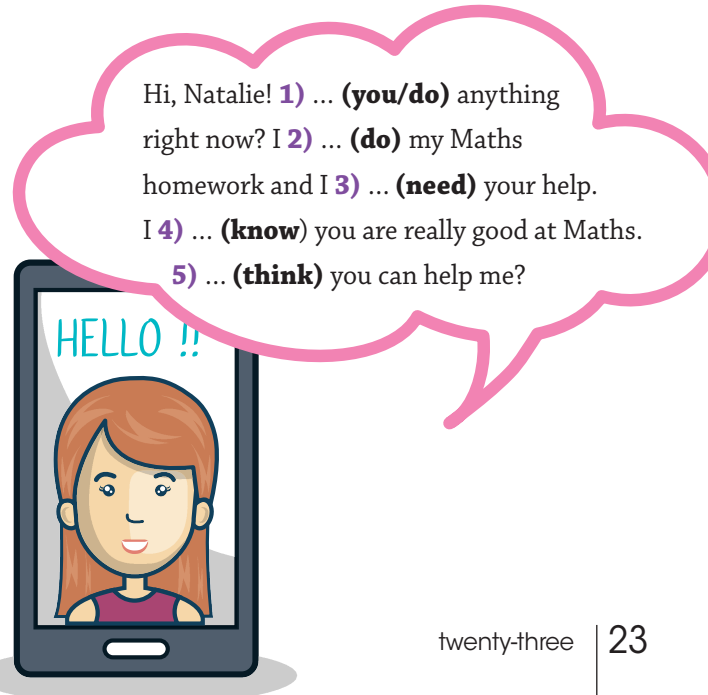 Hi, Natalie! 1) … (you/do) anything
right now? I 2) … (do) my Maths
homework and I 3) … (need) your help.
I 4) … (know) you are really good at Maths.
5) … (think) you can help me?
HELLO !!
twenty-three 23